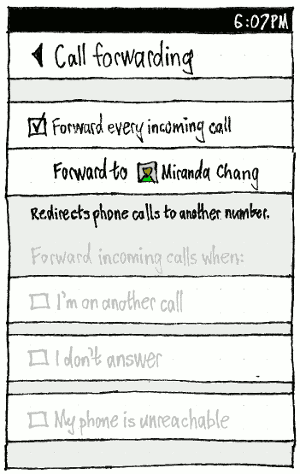 6:07PM
Call forwarding
Forward every incoming call
Forward to Miranda Chang
Redirects phone calls to another number.
Forward incoming calls when:
I'm on another call
I don't answer
My phone is unreachable